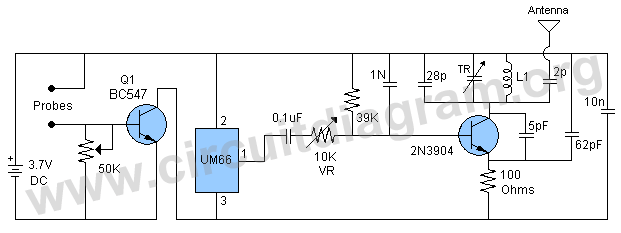 Antenna
Q1
BC547
Probes
50K
+
3.7V
DC
2
UM66
1
3
0.1uF
10K
VR
39K
1N
28p
TR
L1
2p
10n
2N3904
5pF
62pF
100
Ohms
www.circuitdiagram.org